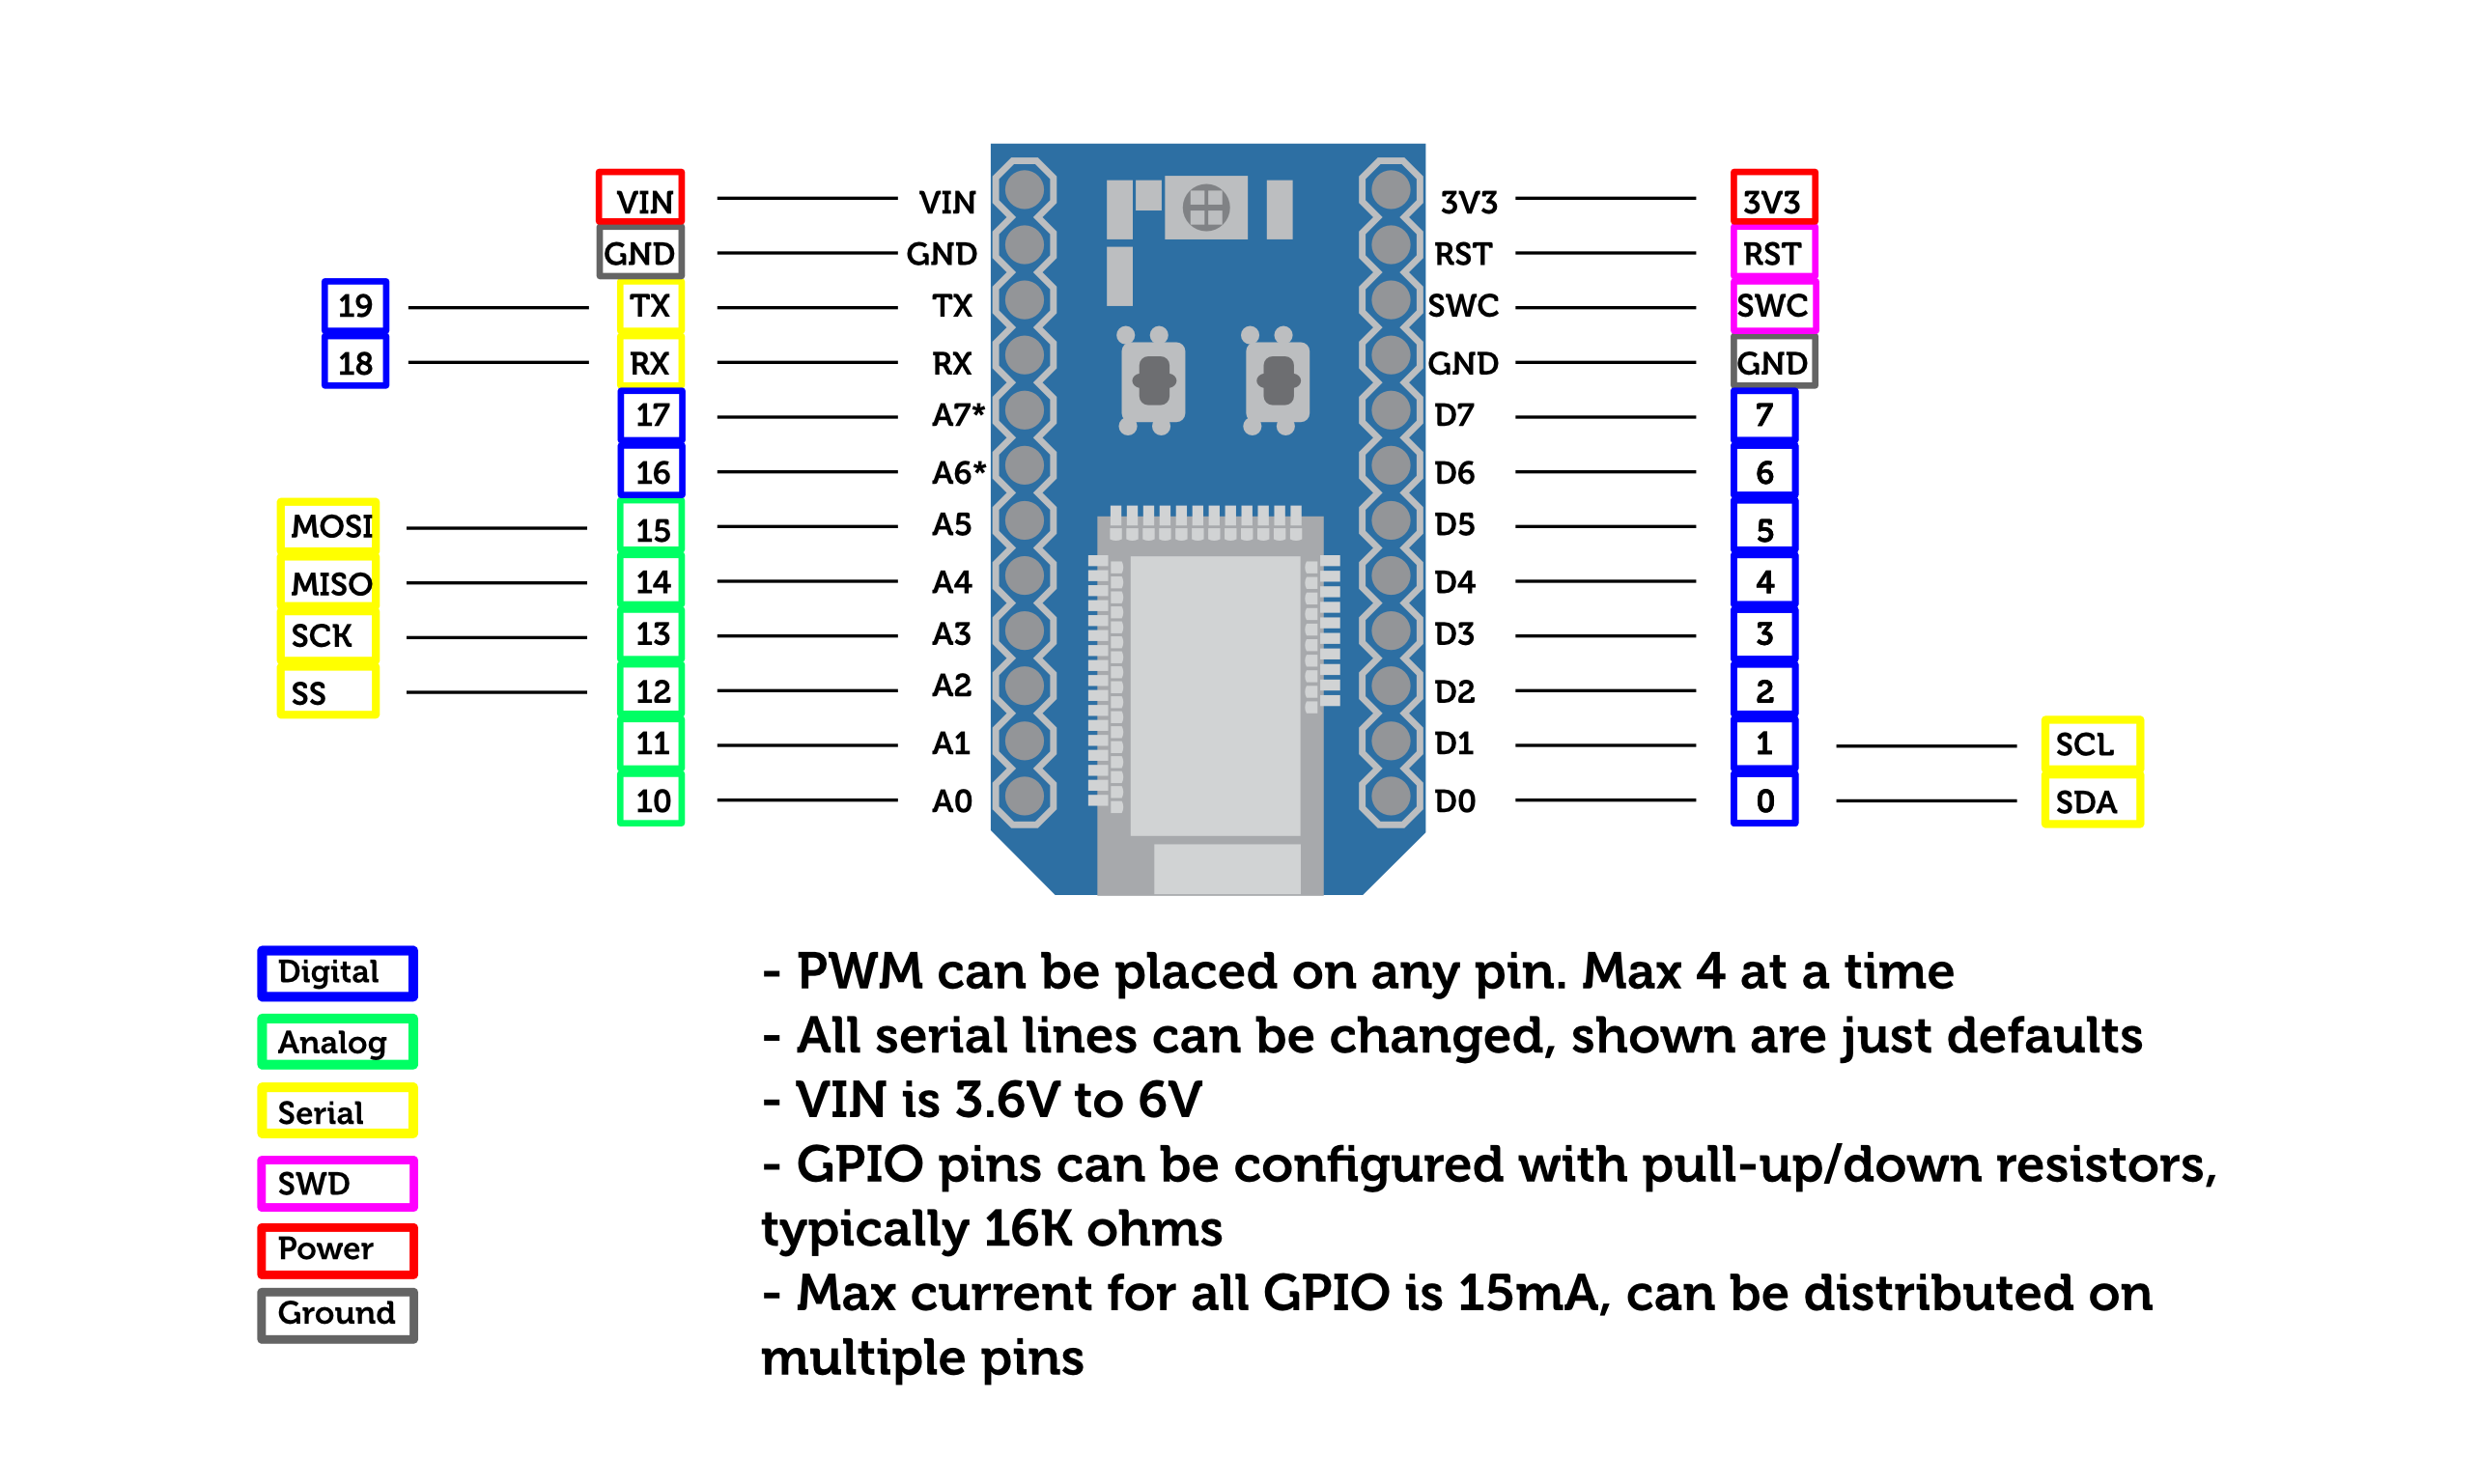 VIN VIN 3V3 3V3
GND GND RST RST
19 TX TX SWC SWC
18 RX RX GND GND
17 A7* D7 7
16 A6* D6 6
MOSI 15 A5 D5 5
MISO 14 A4 D4 4
SCK 13 A3 D3 3
SS 12 A2 D2 2
11 A1 D1 1 SCL
10 A0 D0 0 SDA
Digital
Analog
Serial
SWD
Power
Ground
- PWM can be placed on any pin. Max 4 at a time
- All serial lines can be changed, shown are just defaults
- VIN is 3.6V to 6V
- GPIO pins can be configured with pull-up/down resistors,
typically 16K ohms
- Max current for all GPIO is 15mA, can be distributed on
multiple pins